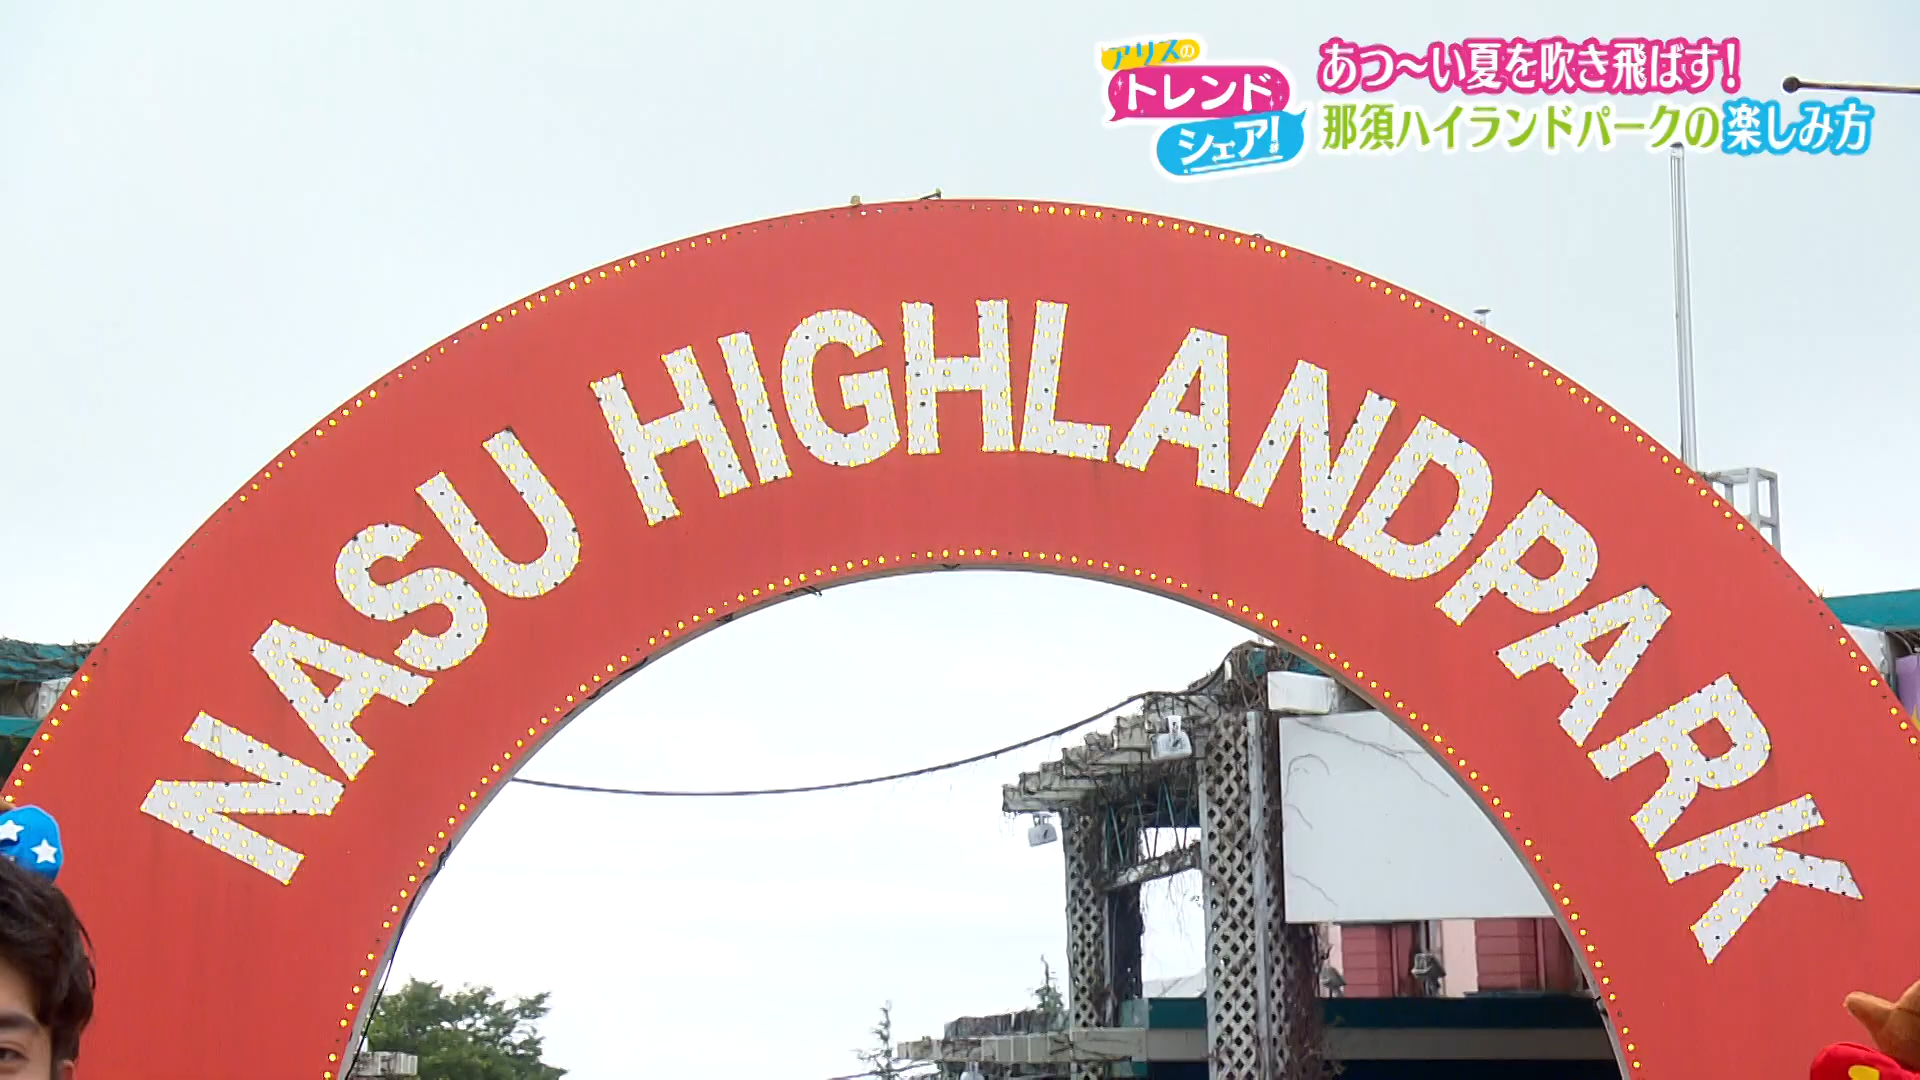 アリスの
トレンド
シェア!
あつ〜い夏を吹き飛ばす!
那須ハイランドパークの楽しみ方
NASU HIGHLANDPARK